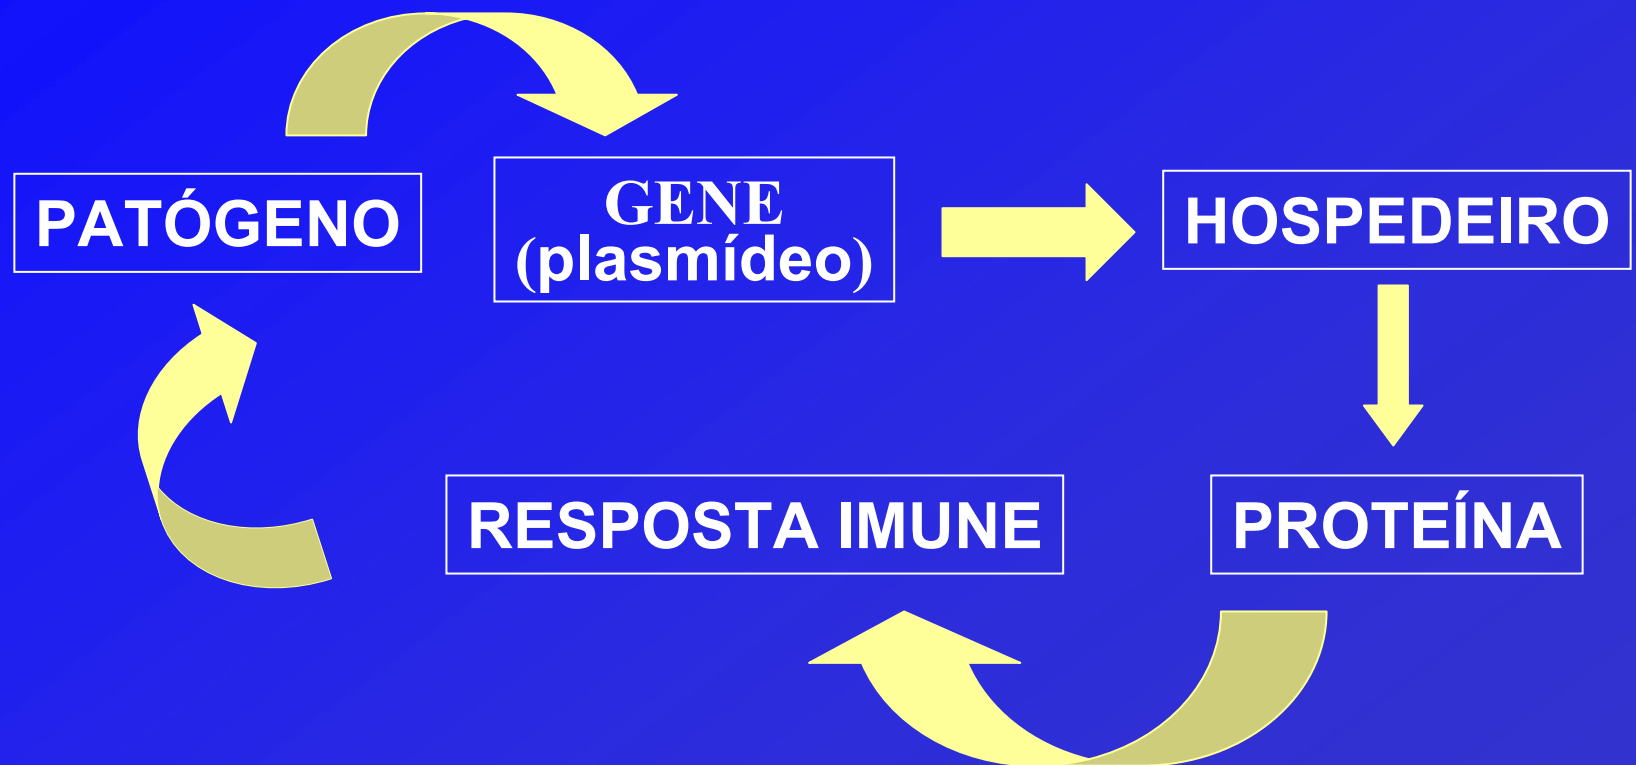 PATÓGENO
GENE
(plasmídeo)
HOSPEDEIRO
RESPOSTA IMUNE
PROTEÍNA